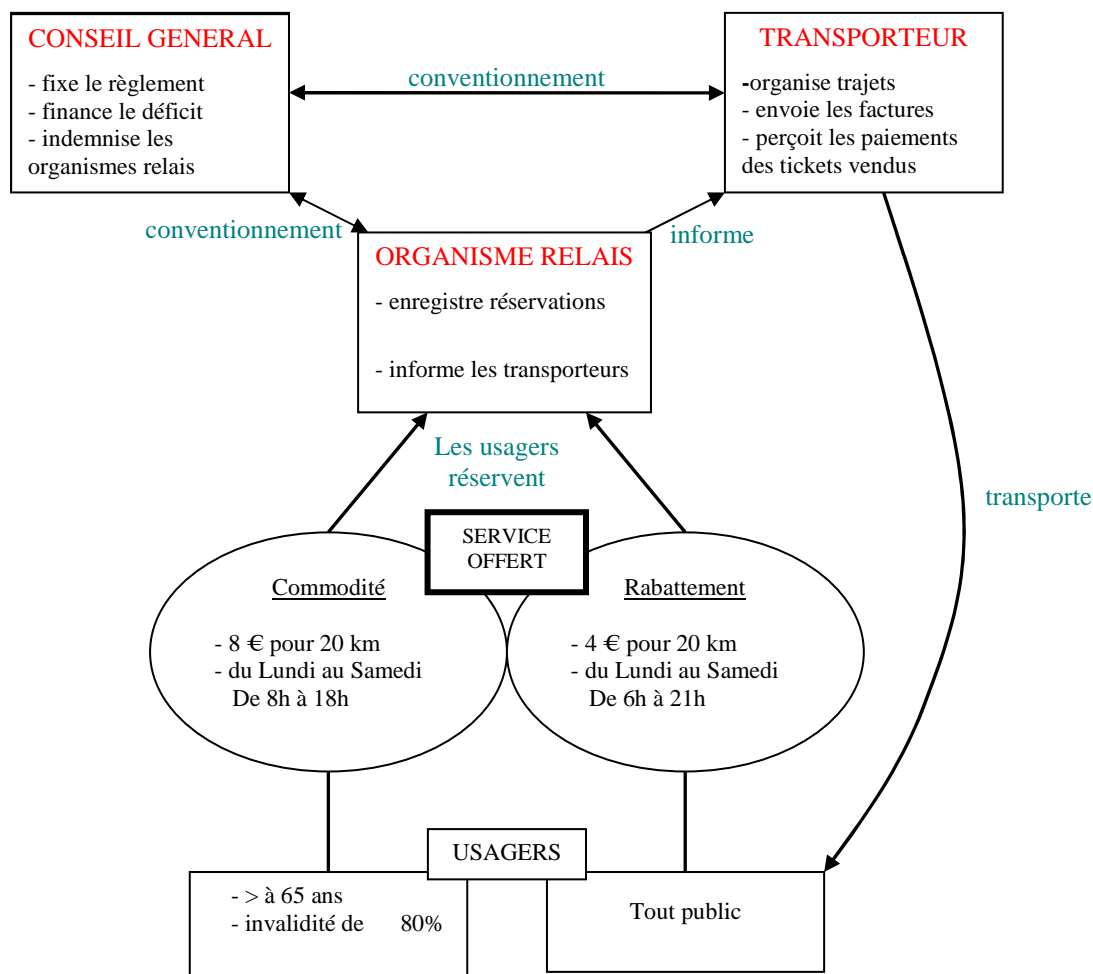 CONSEIL GENERAL
- fixe le règlement
- finance le déficit
- indemnise les
organismes relais
conventionnement
TRANSPORTEUR
-organise trajets
- envoie les factures
- perçoit les paiements
des tickets vendus
conventionnement
informe
ORGANISME RELAIS
- enregistre réservations
- informe les transporteurs
Les usagers
réservent
transporte
SERVICE
OFFERT
Commodité
- 8 € pour 20 km
- du Lundi au Samedi
De 8h à 18h
Rabattement
- 4 € pour 20 km
- du Lundi au Samedi
De 6h à 21h
USAGERS
- > à 65 ans
- invalidité de 80%
Tout public